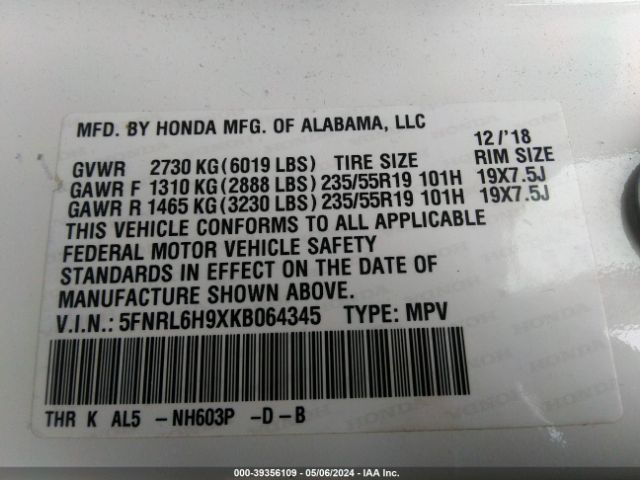 MFD. BY HONDA MFG. OF ALABAMA, LLC
12/'18
GVWR 2730 KG(6019 LBS) TIRE SIZE RIM SIZE
GAWR F 1310 KG(2888 LBS) 235/55R19 101H 19X7.5J
GAWR R 1465 KG(3230 LBS) 235/55R19 101H 19X7.5J
THIS VEHICLE CONFORMS TO ALL APPLICABLE
FEDERAL MOTOR VEHICLE SAFETY
STANDARDS IN EFFECT ON THE DATE OF
MANUFACTURE SHOWN ABOVE.
V.I.N.: 5FNRL6H9XKB064345 TYPE: MPV
THR K AL5 - NH603P - D - B
000-39356109 - 05/06/2024 - IAA Inc.